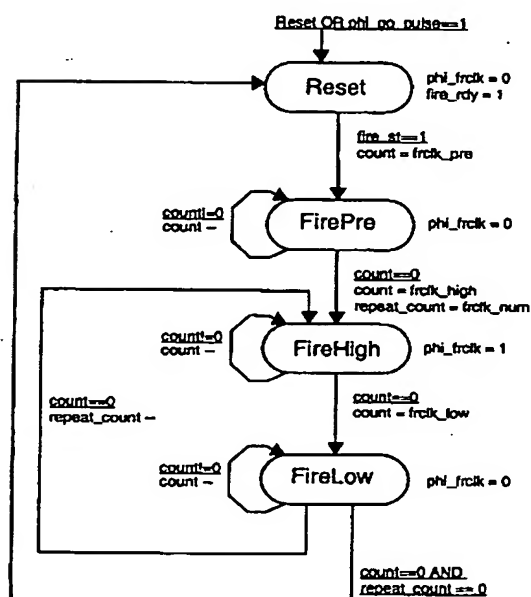 Reset OR phi_go_pulse==1
Reset
phi_frclk = 0
fire_rdy = 1
fire_st==1
count = frclk_pre
count!=0
count --
FirePre
phi_frclk = 0
count==0
count = frclk_high
repeat_count = frclk_num
count!=0
count --
FireHigh
phi_frclk = 1
count==0
repeat_count --
count==0
count = frclk_low
count!=0
count --
FireLow
phi_frclk = 0
count==0 AND
repeat_count == 0